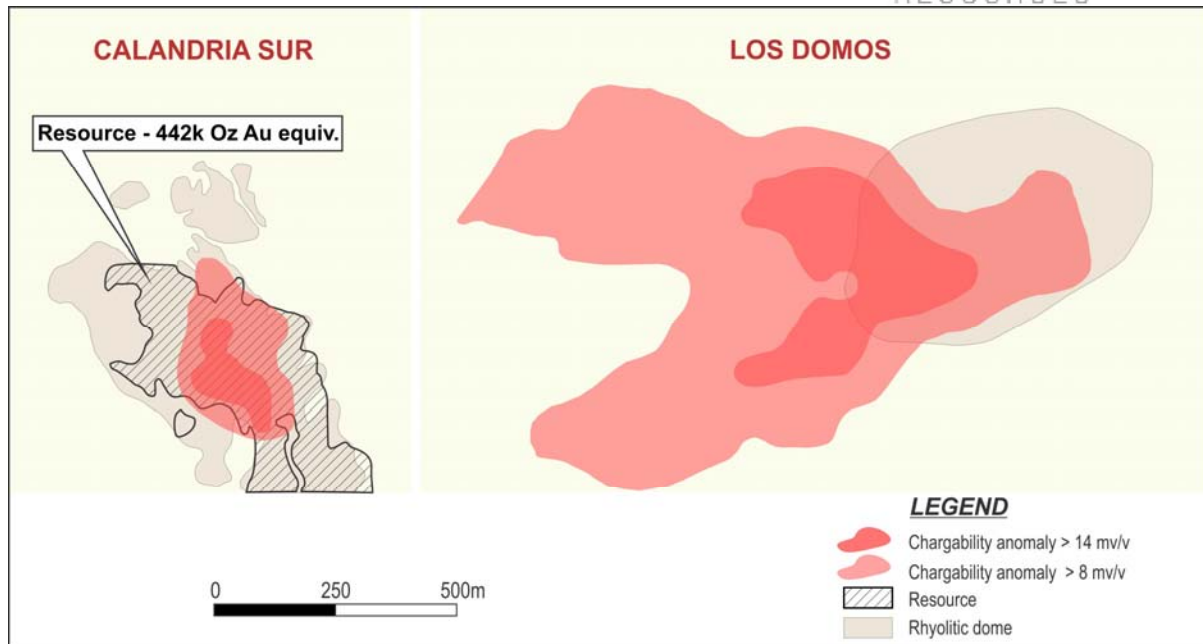 CALANDRIA SUR
LOS DOMOS
Resource - 442k Oz Au equiv.
LEGEND
Chargability anomaly > 14 mv/v
Chargability anomaly > 8 mv/v
Resource
Rhyolitic dome
0 250 500m